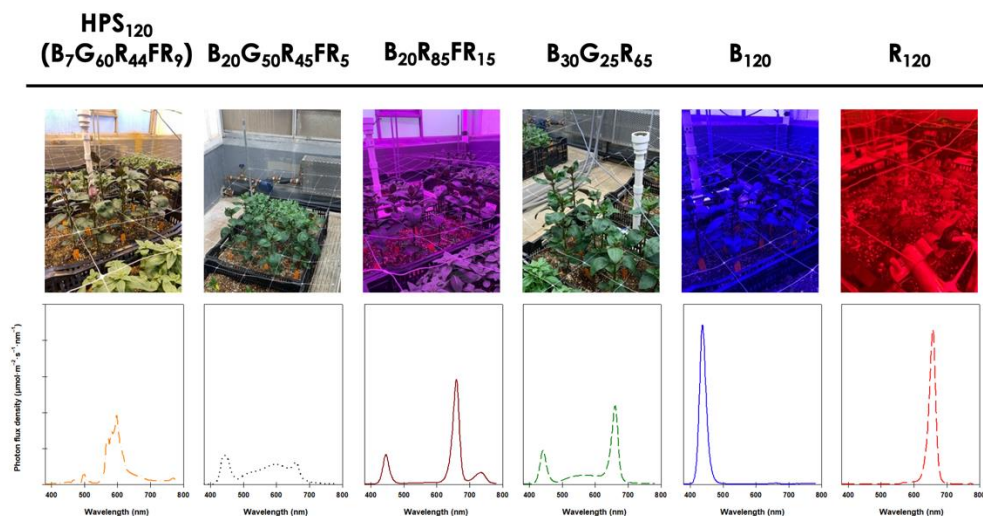 HPS₁₂₀
(B₇G₆₀R₄₄FR₉) B₂₀G₅₀R₄₅FR₅ B₂₀R₈₅FR₁₅ B₃₀G₂₅R₆₅ B₁₂₀ R₁₂₀
Photon flux density (µmol·m⁻²·s⁻¹·nm⁻¹)
400 500 600 700 800 400 500 600 700 800 400 500 600 700 800 400 500 600 700 800 400 500 600 700 800 400 500 600 700 800
Wavelength (nm) Wavelength (nm) Wavelength (nm) Wavelength (nm) Wavelength (nm) Wavelength (nm)